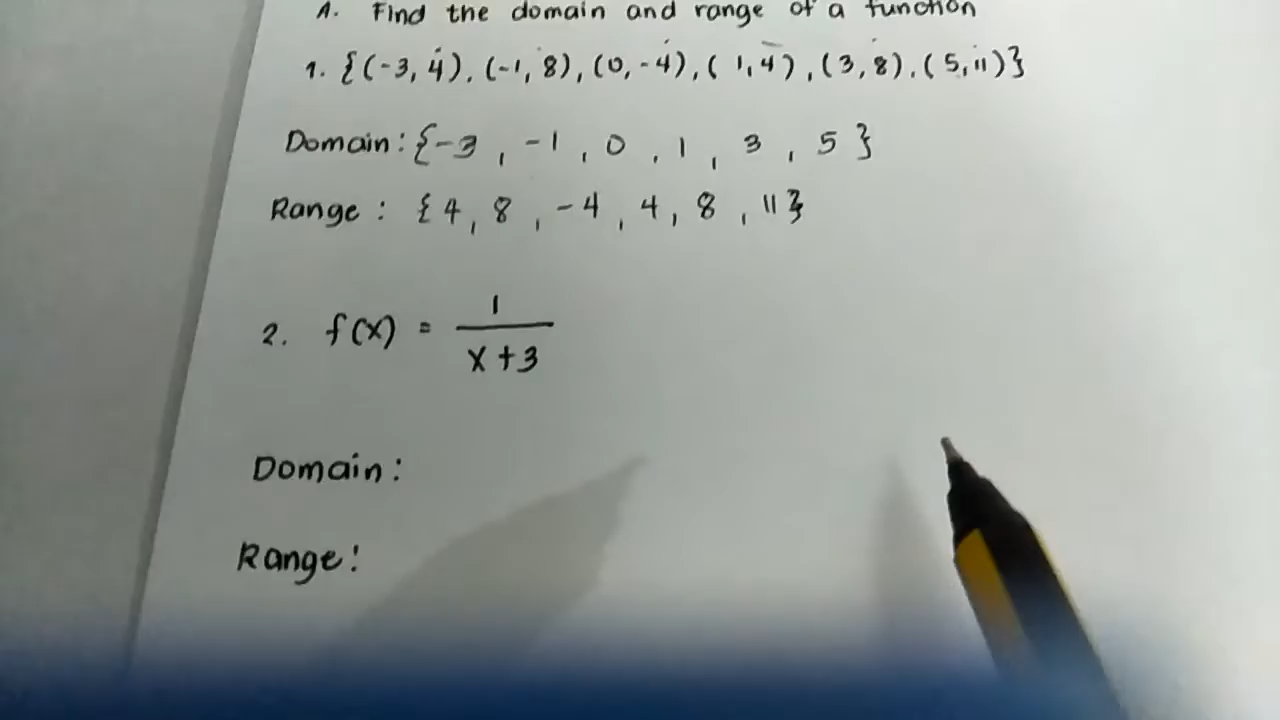 A. Find the domain and range of a function
1. {(-3, 4), (-1, 8), (0, -4), (1, 4), (3, 8), (5, 11)}
Domain: {-3, -1, 0, 1, 3, 5}
Range: {4, 8, -4, 4, 8, 11}
2. f(x) = 1/(x+3)
Domain:
Range: